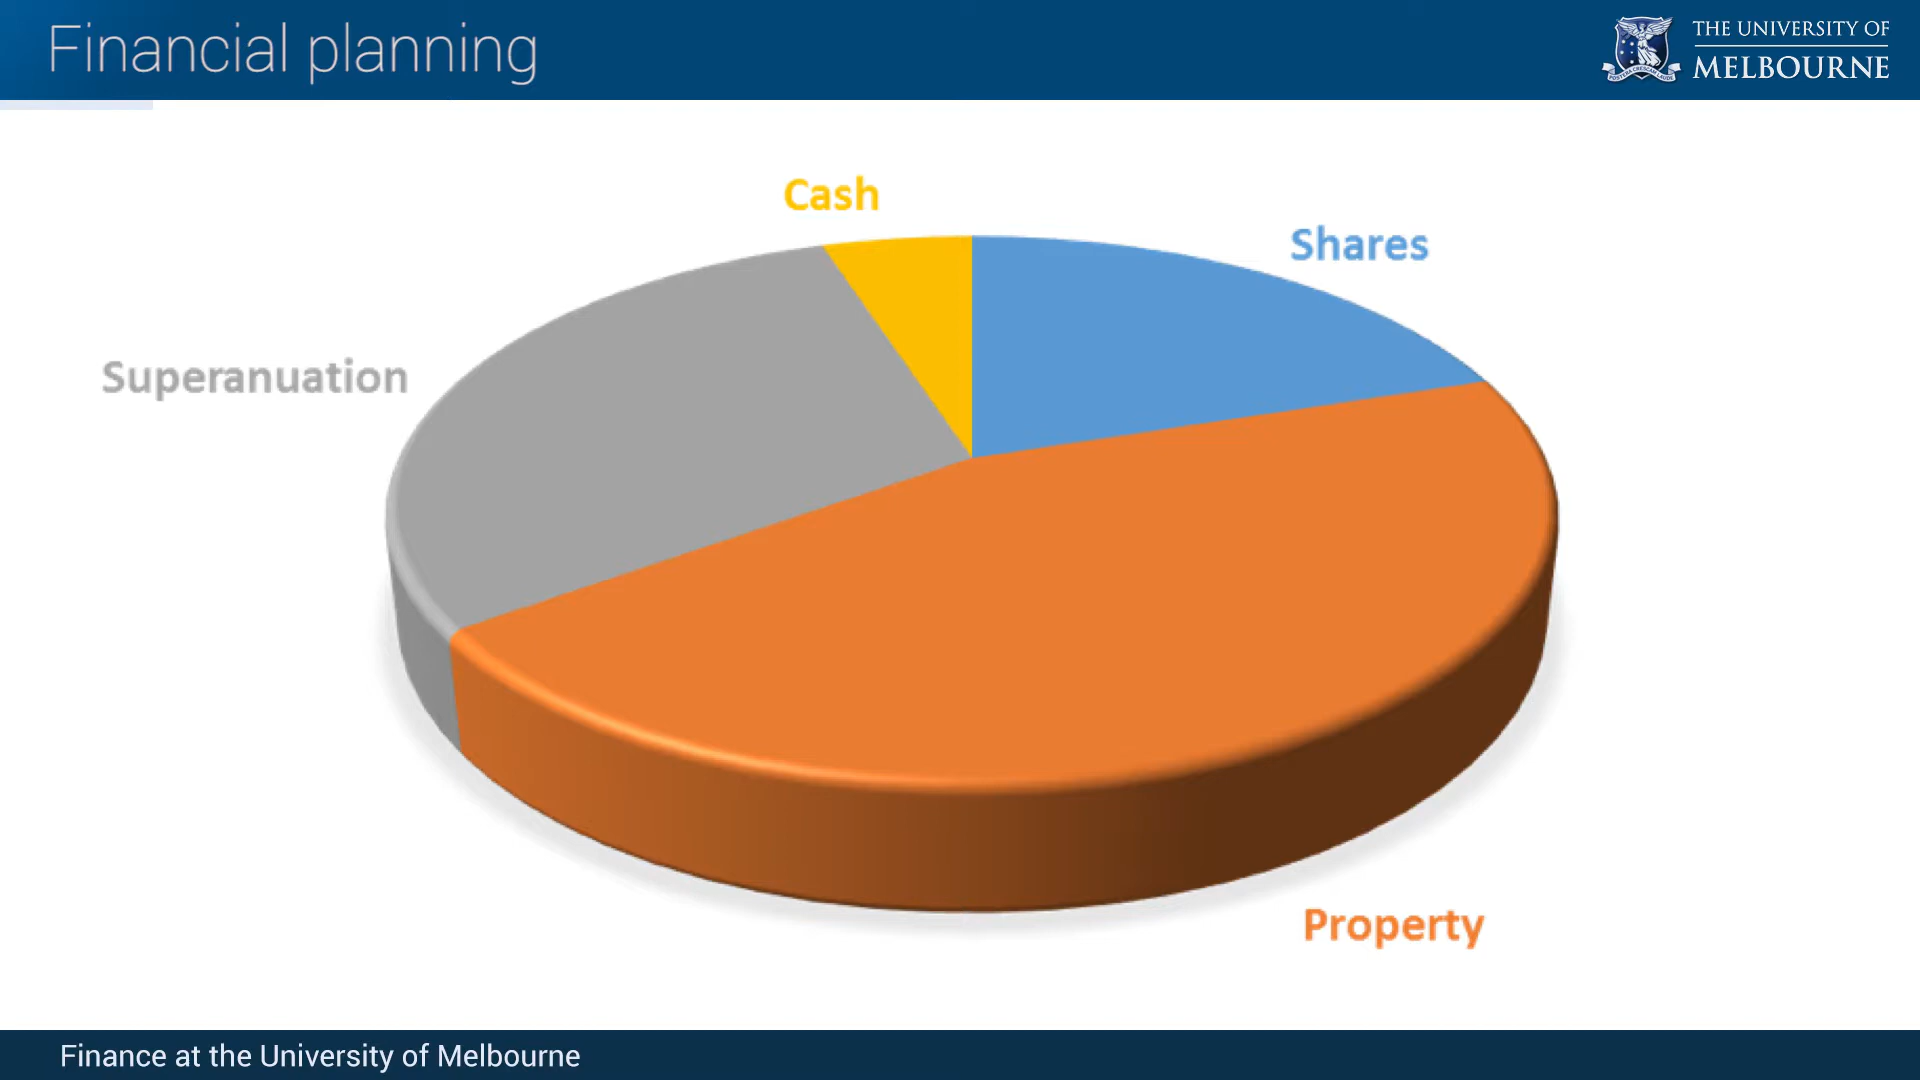 Financial planning
THE UNIVERSITY OF
MELBOURNE
Cash
Shares
Superanuation
Property
Finance at the University of Melbourne